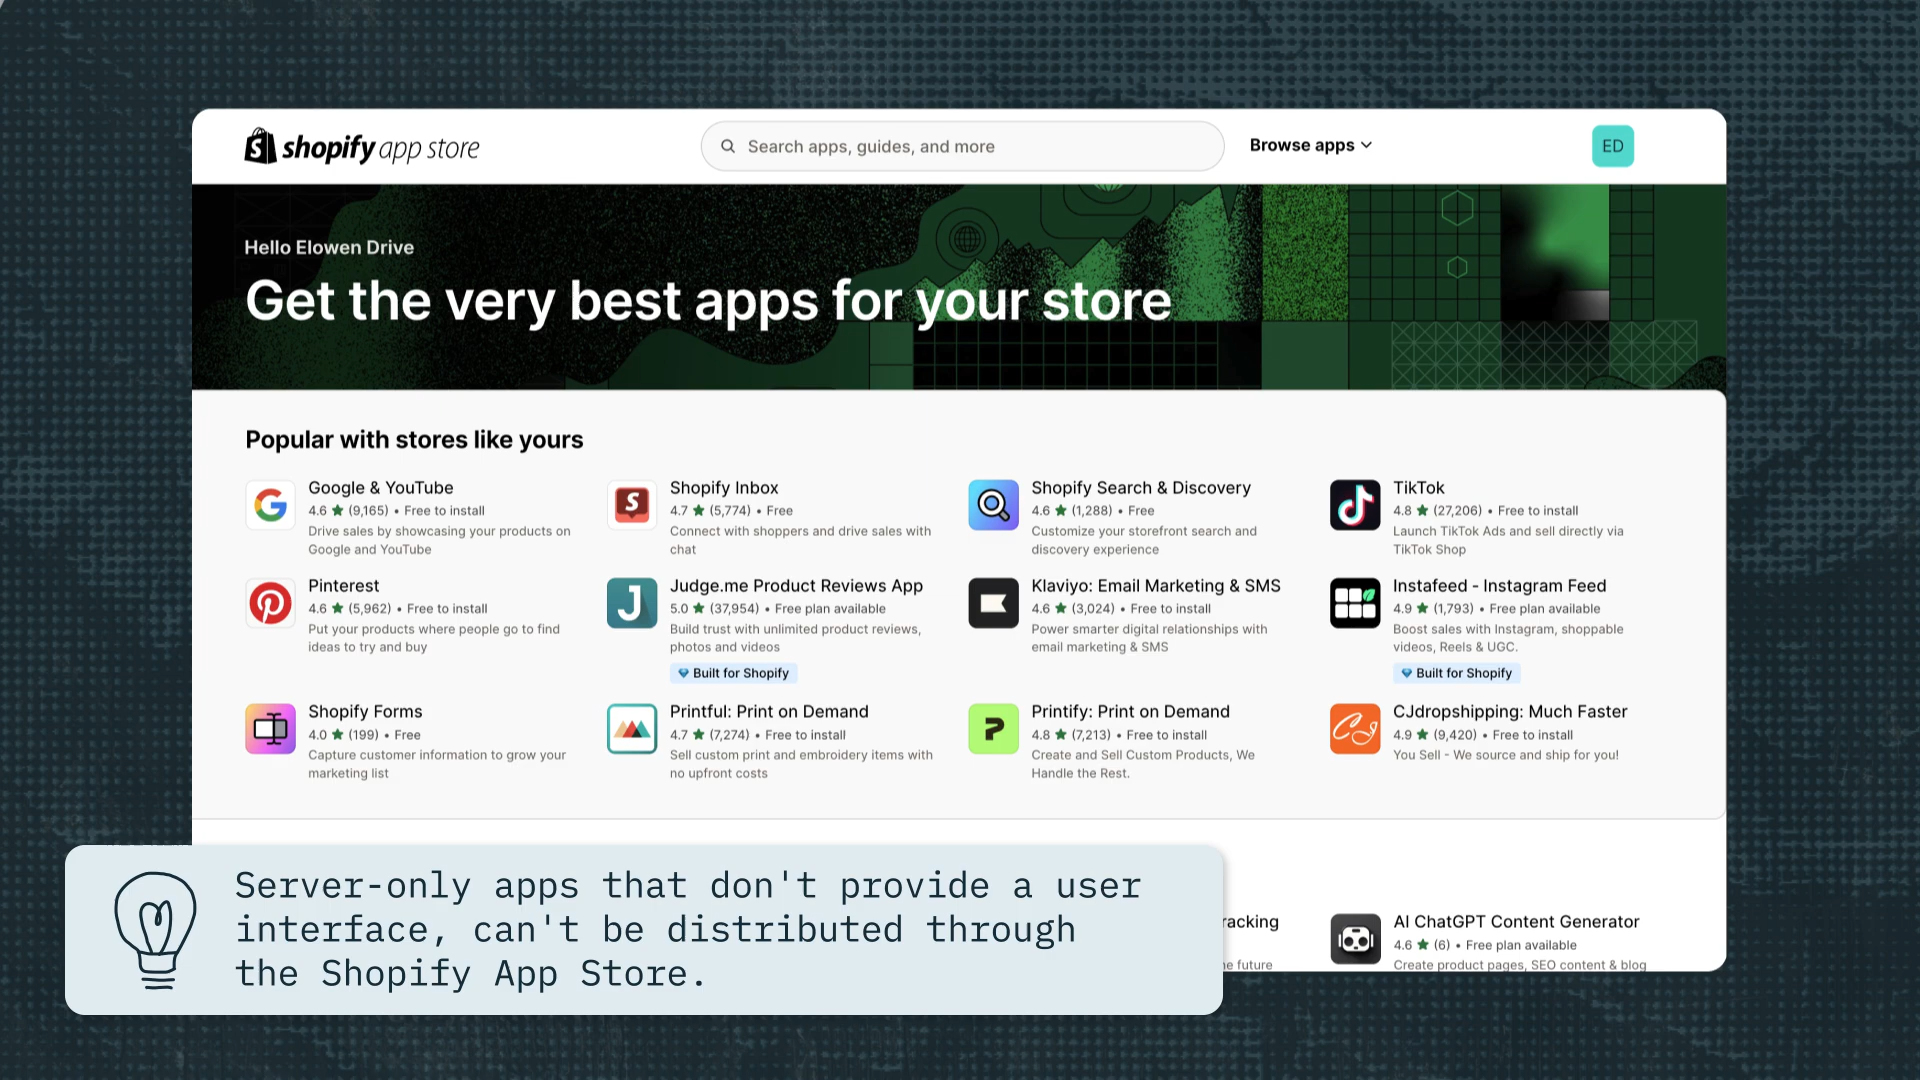 shopify app store
Search apps, guides, and more
Browse apps
ED
Hello Elowen Drive
Get the very best apps for your store
Popular with stores like yours
Google & YouTube
4.6 ★ (9,165) • Free to install
Drive sales by showcasing your products on
Google and YouTube
Shopify Inbox
4.7 ★ (5,774) • Free
Connect with shoppers and drive sales with
chat
Shopify Search & Discovery
4.6 ★ (1,288) • Free
Customize your storefront search and
discovery experience
TikTok
4.8 ★ (27,206) • Free to install
Launch TikTok Ads and sell directly via
TikTok Shop
Pinterest
4.6 ★ (5,962) • Free to install
Put your products where people go to find
ideas to try and buy
Judge.me Product Reviews App
5.0 ★ (37,954) • Free plan available
Build trust with unlimited product reviews,
photos and videos
Built for Shopify
Klaviyo: Email Marketing & SMS
4.6 ★ (3,024) • Free to install
Power smarter digital relationships with
email marketing & SMS
Instafeed - Instagram Feed
4.9 ★ (1,793) • Free plan available
Boost sales with Instagram, shoppable
videos, Reels & UGC.
Built for Shopify
Shopify Forms
4.0 ★ (199) • Free
Capture customer information to grow your
marketing list
Printful: Print on Demand
4.7 ★ (7,274) • Free to install
Sell custom print and embroidery items with
no upfront costs
Printify: Print on Demand
4.8 ★ (7,213) • Free to install
Create and Sell Custom Products, We
Handle the Rest.
CJdropshipping: Much Faster
4.9 ★ (9,420) • Free to install
You Sell - We source and ship for you!
Server-only apps that don't provide a user
interface, can't be distributed through
the Shopify App Store.
racking
future
AI ChatGPT Content Generator
4.6 ★ (6) • Free plan available
Create product pages, SEO content & blog